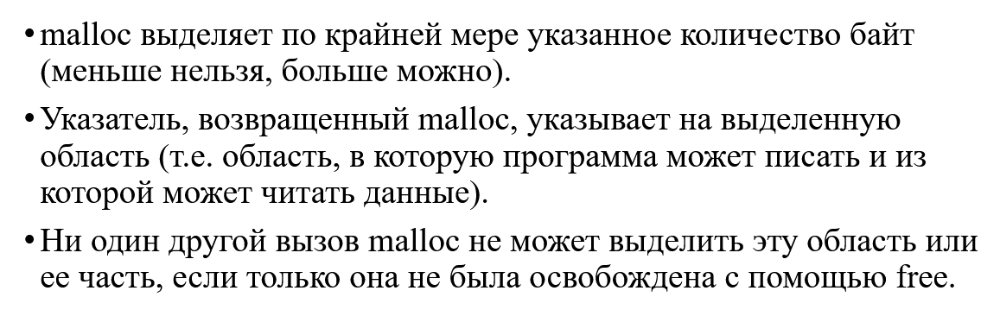 • malloc выделяет по крайней мере указанное количество байт
(меньше нельзя, больше можно).
• Указатель, возвращенный malloc, указывает на выделенную
область (т.е. область, в которую программа может писать и из
которой может читать данные).
• Ни один другой вызов malloc не может выделить эту область или
ее часть, если только она не была освобождена с помощью free.